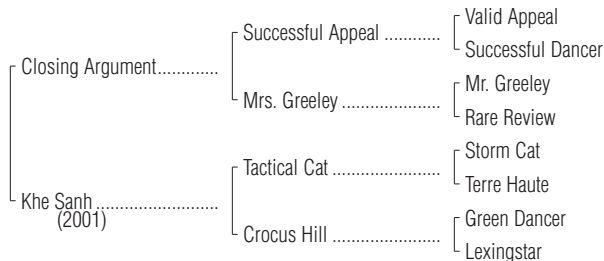 Valid Appeal
Successful Appeal ............
Successful Dancer
Closing Argument.............
Mr. Greeley
Mrs. Greeley .....................
Rare Review
Storm Cat
Tactical Cat .......................
Terre Haute
Khe Sanh ..........................
(2001)
Green Dancer
Crocus Hill .......................
Lexingstar